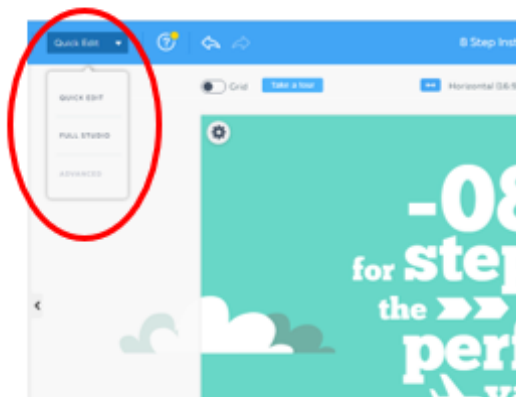 Quick Edit
8 Step Inst
Grid
Take a tour
Horizontal (16:9
QUICK EDIT
FULL STUDIO
ADVANCED
-08
for step
the
perf